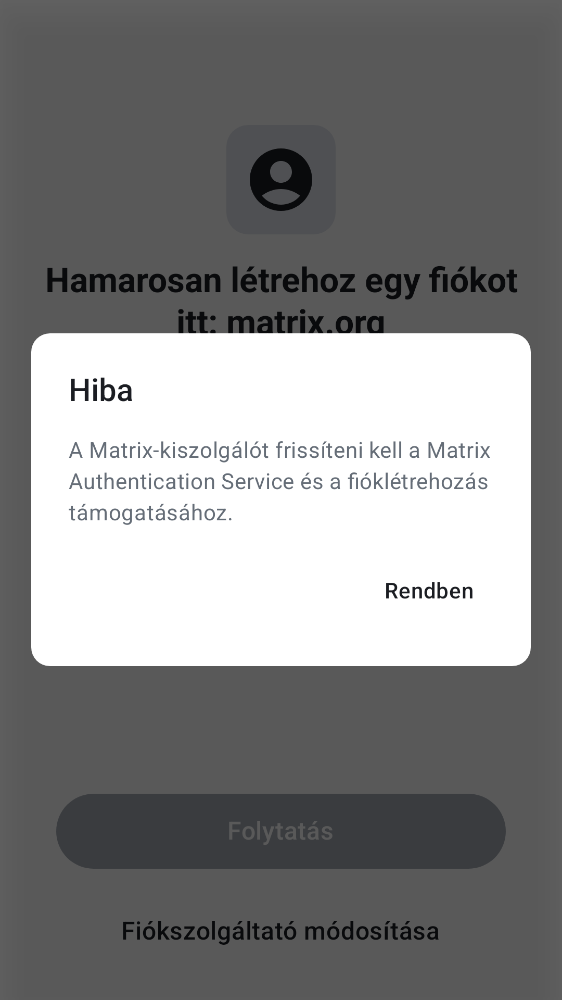 Hamarosan létrehoz egy fiókot
itt: matrix.org
Hiba
A Matrix-kiszolgálót frissíteni kell a Matrix
Authentication Service és a fióklétrehozás
támogatásához.
Rendben
Folytatás
Fiókszolgáltató módosítása